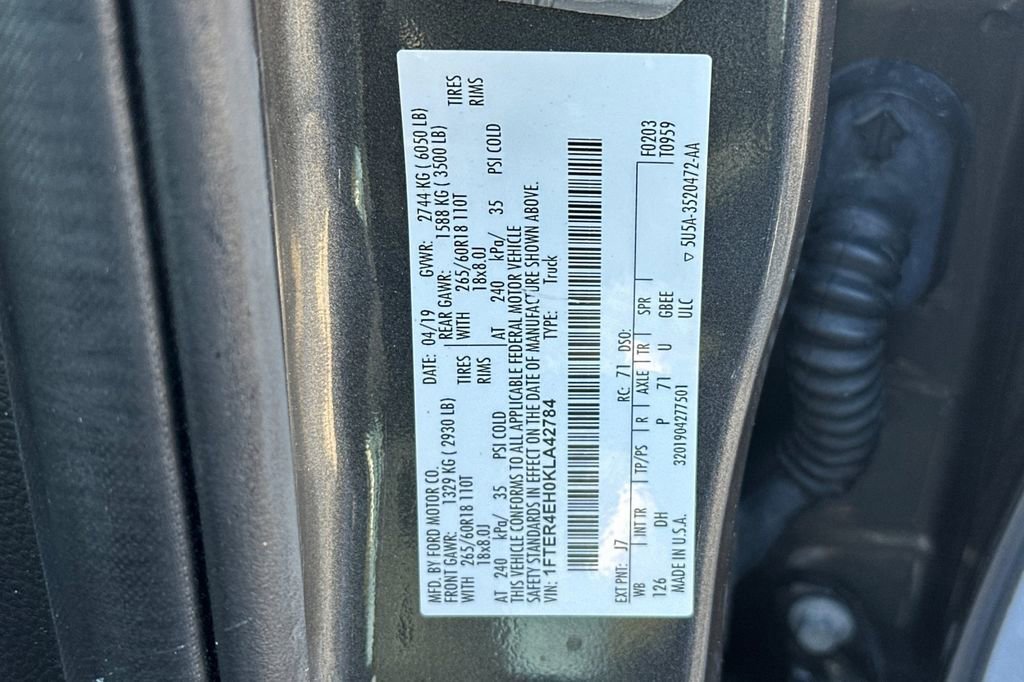 MFD. BY FORD MOTOR CO. DATE: 04/19 GVWR: 2744 KG ( 6050 LB)
FRONT GAWR: 1329 KG ( 2930 LB) REAR GAWR: 1588 KG ( 3500 LB)
WITH 265/60R18 110T TIRES WITH 265/60R18 110T TIRES
18x8.0J RIMS 18x8.0J RIMS
AT 240 kPa/ 35 PSI COLD AT 240 kPa/ 35 PSI COLD
THIS VEHICLE CONFORMS TO ALL APPLICABLE FEDERAL MOTOR VEHICLE
SAFETY STANDARDS IN EFFECT ON THE DATE OF MANUFACTURE SHOWN ABOVE.
VIN: 1FTER4EH0KLA42784 TYPE: Truck
EXT PNT: J7 RC: 71 DSO: F0203
WB INT TR TP/PS R AXLE TR SPR T0959
126 DH P 71 U GBEE
MADE IN U.S.A. 320190427750I ULC ▽ 5U5A-3520472-AA